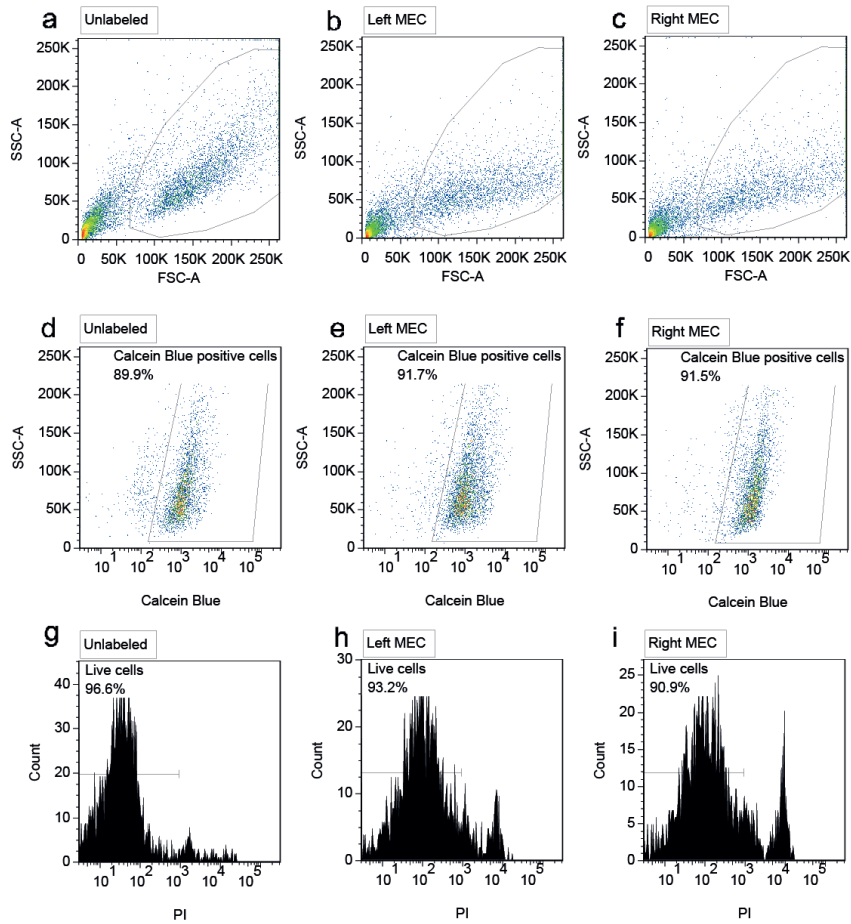 a
Unlabeled
250K
200K
150K
100K
50K
0
SSC-A
0 50K 100K 150K 200K 250K
FSC-A
b
Left MEC
250K
200K
150K
100K
50K
0
SSC-A
0 50K 100K 150K 200K 250K
FSC-A
c
Right MEC
250K
200K
150K
100K
50K
0
SSC-A
0 50K 100K 150K 200K 250K
FSC-A
d
Unlabeled
Calcein Blue positive cells
89.9%
250K
200K
150K
100K
50K
0
SSC-A
10^1 10^2 10^3 10^4 10^5
Calcein Blue
e
Left MEC
Calcein Blue positive cells
91.7%
250K
200K
150K
100K
50K
0
SSC-A
10^1 10^2 10^3 10^4 10^5
Calcein Blue
f
Right MEC
Calcein Blue positive cells
91.5%
250K
200K
150K
100K
50K
0
SSC-A
10^1 10^2 10^3 10^4 10^5
Calcein Blue
g
Unlabeled
Live cells
96.6%
40
30
20
10
0
Count
10^1 10^2 10^3 10^4 10^5
PI
h
Left MEC
Live cells
93.2%
30
20
10
0
Count
10^1 10^2 10^3 10^4 10^5
PI
i
Right MEC
Live cells
90.9%
25
20
15
10
5
0
Count
10^1 10^2 10^3 10^4 10^5
PI